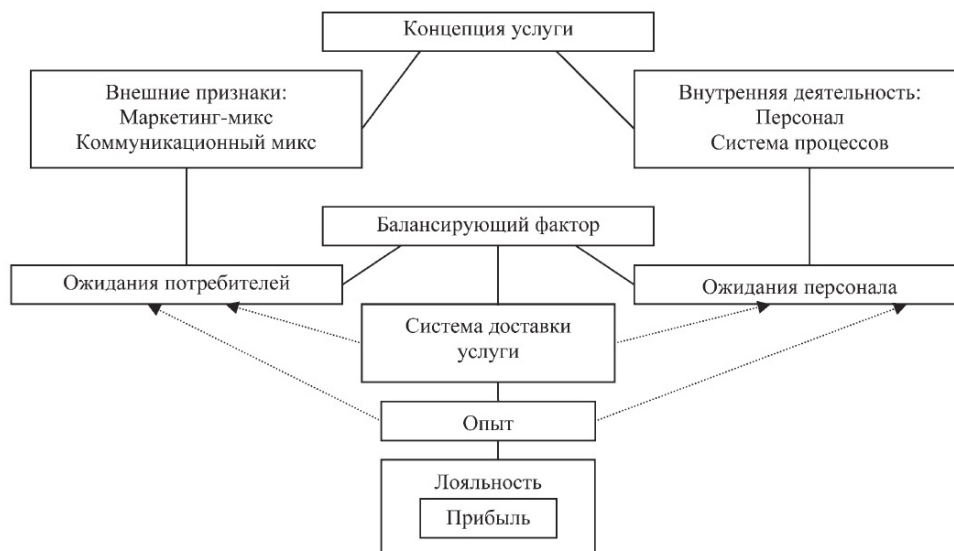 Концепция услуги
Внешние признаки:
Маркетинг-микс
Коммуникационный микс
Внутренняя деятельность:
Персонал
Система процессов
Балансирующий фактор
Ожидания потребителей
Ожидания персонала
Система доставки
услуги
Опыт
Лояльность
Прибыль